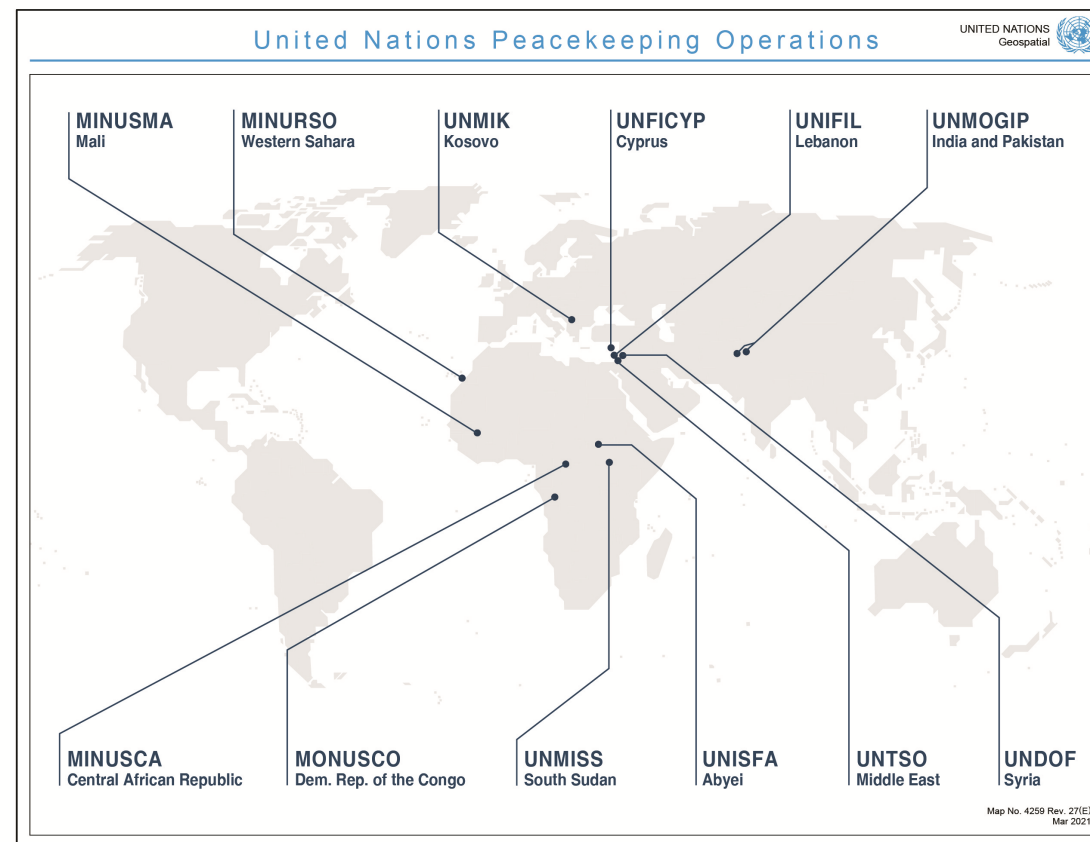 United Nations Peacekeeping Operations
UNITED NATIONS
Geospatial
MINUSMA
Mali
MINURSO
Western Sahara
UNMIK
Kosovo
UNFICYP
Cyprus
UNIFIL
Lebanon
UNMOGIP
India and Pakistan
MINUSCA
Central African Republic
MONUSCO
Dem. Rep. of the Congo
UNMISS
South Sudan
UNISFA
Abyei
UNTSO
Middle East
UNDOF
Syria
Map No. 4259 Rev. 27(E)
Mar 2021